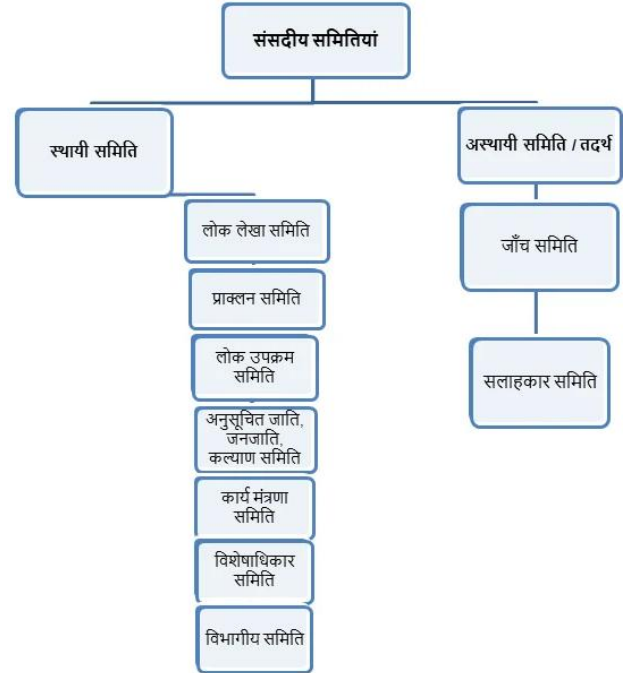 संसदीय समितियां
स्थायी समिति
लोक लेखा समिति
प्राक्लन समिति
लोक उपक्रम
समिति
अनुसूचित जाति,
जनजाति,
कल्याण समिति
कार्य मंत्रणा
समिति
विशेषाधिकार
समिति
विभागीय समिति
अस्थायी समिति / तदर्थ
जाँच समिति
सलाहकार समिति